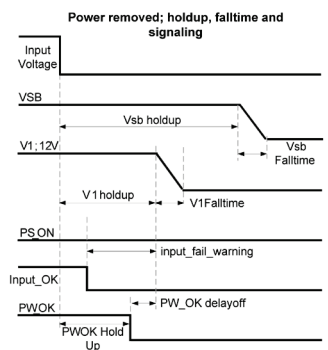 Power removed; holdup, falltime and
signaling
Input
Voltage
VSB
Vsb holdup
Vsb
Falltime
V1;12V
V1holdup
V1Falltime
PS_ON
input_fail_warning
Input_OK
PW_OK delayoff
PWOK
PWOK Hold
Up